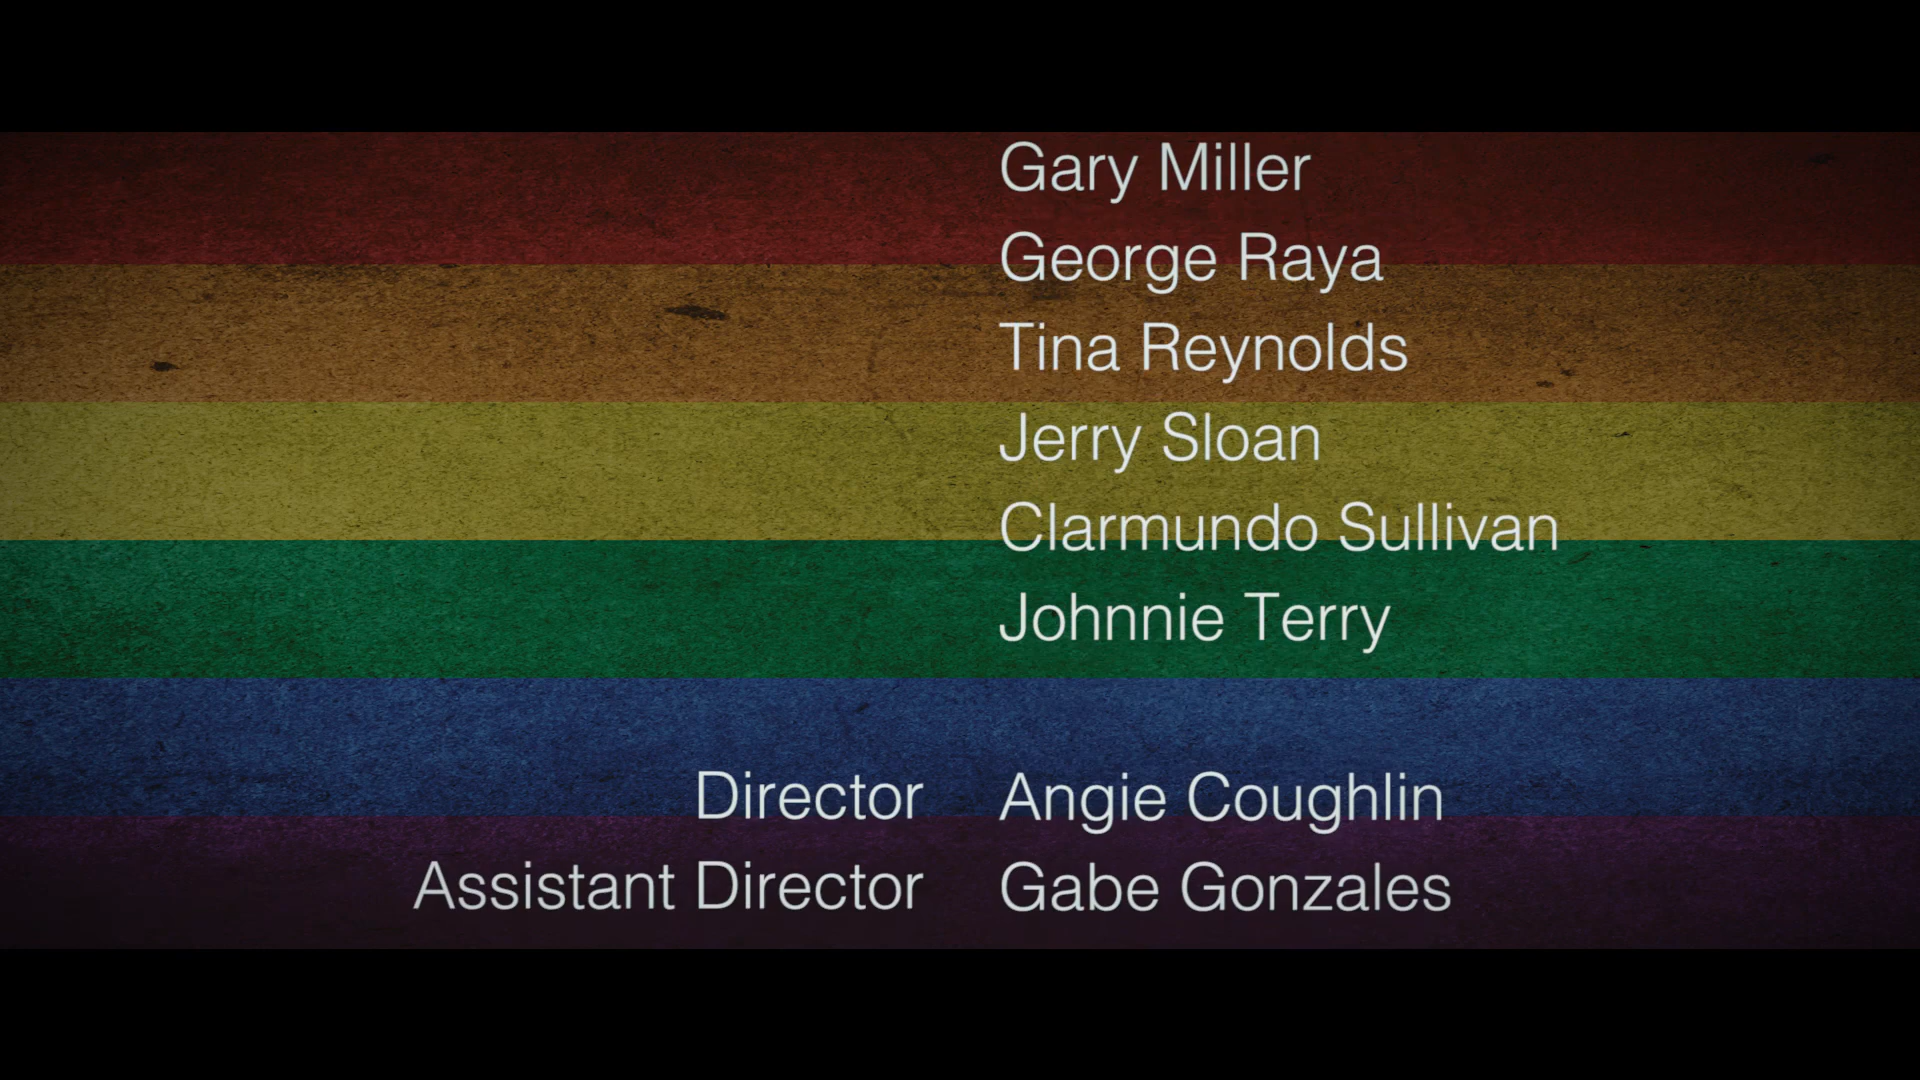 Gary Miller
George Raya
Tina Reynolds
Jerry Sloan
Clarmundo Sullivan
Johnnie Terry
Director Angie Coughlin
Assistant Director Gabe Gonzales